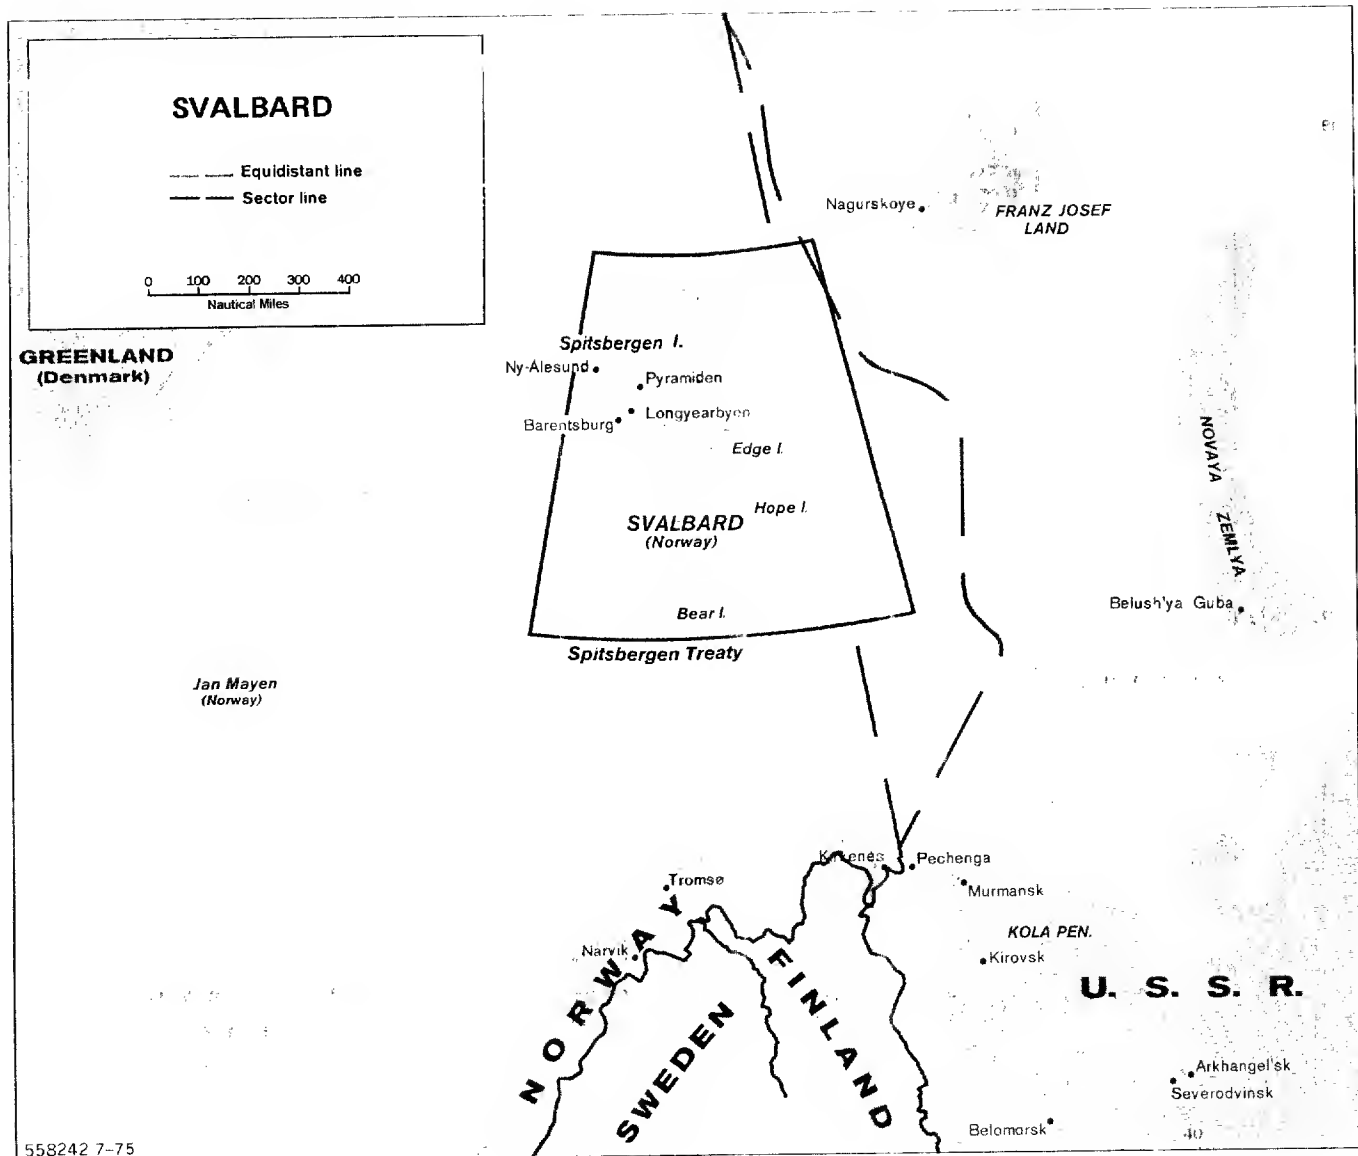 SVALBARD
Equidistant line
Sector line
0 100 200 300 400
Nautical Miles
GREENLAND
(Denmark)
Nagurskoye
FRANZ JOSEF
LAND
Spitsbergen I.
Ny-Alesund
Pyramiden
Longyearbyen
Barentsburg
Edge I.
Hope I.
SVALBARD
(Norway)
Bear I.
Spitsbergen Treaty
NOVAYA
ZEMLYA
Belush'ya Guba
Jan Mayen
(Norway)
Pechenga
Murmansk
Tromsø
KOLA PEN.
Kirovsk
Narvik
NORWAY
SWEDEN
FINLAND
U. S. S. R.
Arkhangel'sk
Severodvinsk
Belomorsk
40
558242 7-75